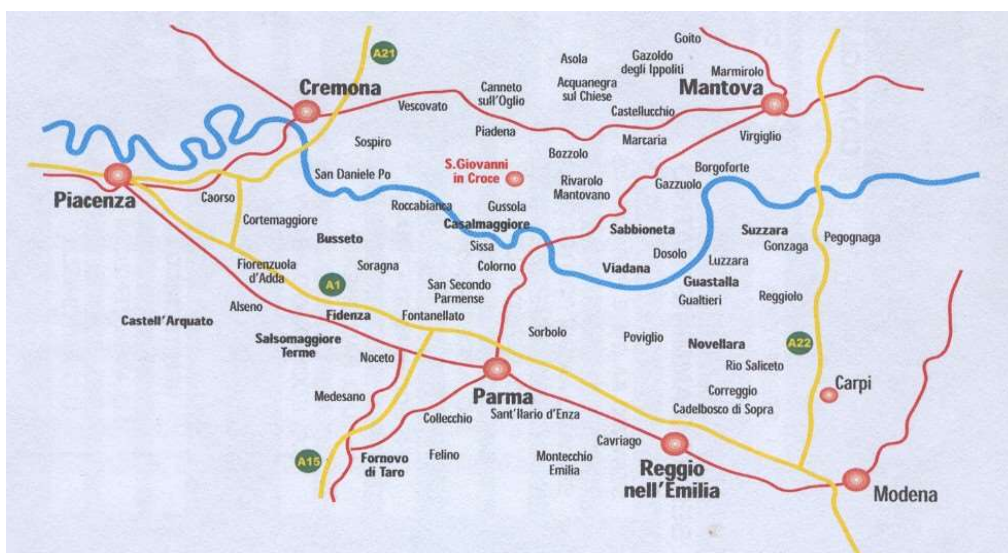 A21
Goito
Asola
Gazoldo
degli Ippoliti
Marmirolo
Cremona
Canneto
sull'Oglio
Acquanegra
sul Chiese
Mantova
Vescovato
Castellucchio
Piadena
Marcaria
Virgiglio
Sospiro
Bozzolo
S.Giovanni
in Croce
Borgoforte
San Daniele Po
Rivarolo
Mantovano
Gazzuolo
Piacenza
Caorso
Roccabianca
Gussola
Cortemaggiore
Casalmaggiore
Sabbioneta
Suzzara
Busseto
Sissa
Gonzaga
Pegognaga
Dosolo
Luzzara
Fiorenzuola
d'Adda
Soragna
Colorno
Viadana
A1
San Secondo
Parmense
Guastalla
Gualtieri
Reggiolo
Alseno
Castell'Arquato
Fidenza
Fontanellato
Sorbolo
Poviglio
Novellara
A22
Salsomaggiore
Terme
Noceto
Rio Saliceto
Medesano
Parma
Correggio
Carpi
Cadelbosco di Sopra
Collecchio
Sant'Ilario d'Enza
Cavriago
A15
Fornovo
di Taro
Felino
Montecchio
Emilia
Reggio
nell'Emilia
Modena